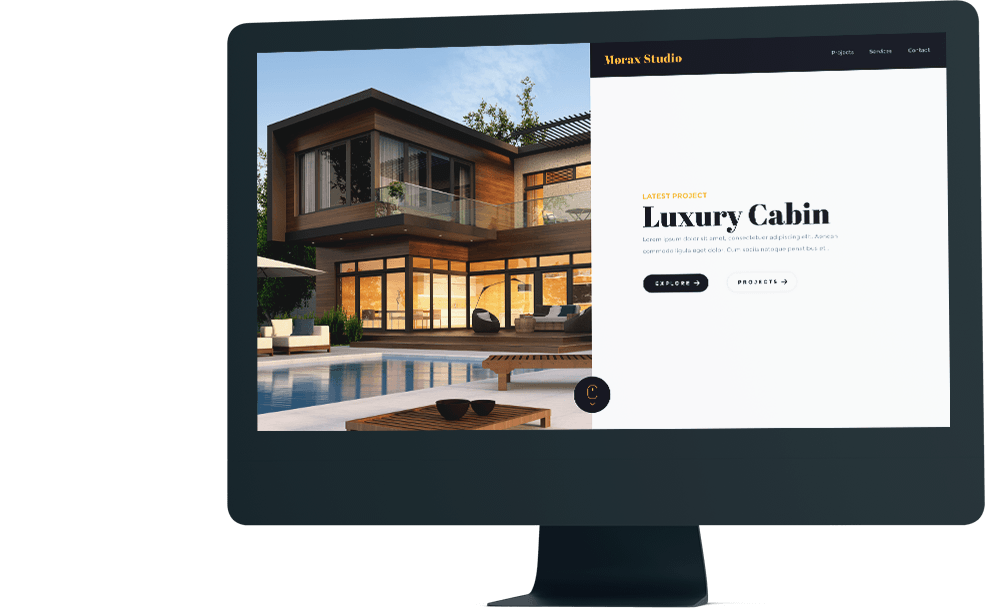 Morax Studio
Projects Services Contact
LATEST PROJECT
Luxury Cabin
Lorem ipsum dolor sit amet, consectetuer adipiscing elit. Aenean
commodo ligula eget dolor. Cum sociis natoque penatibus et..
EXPLORE →
PROJECTS →